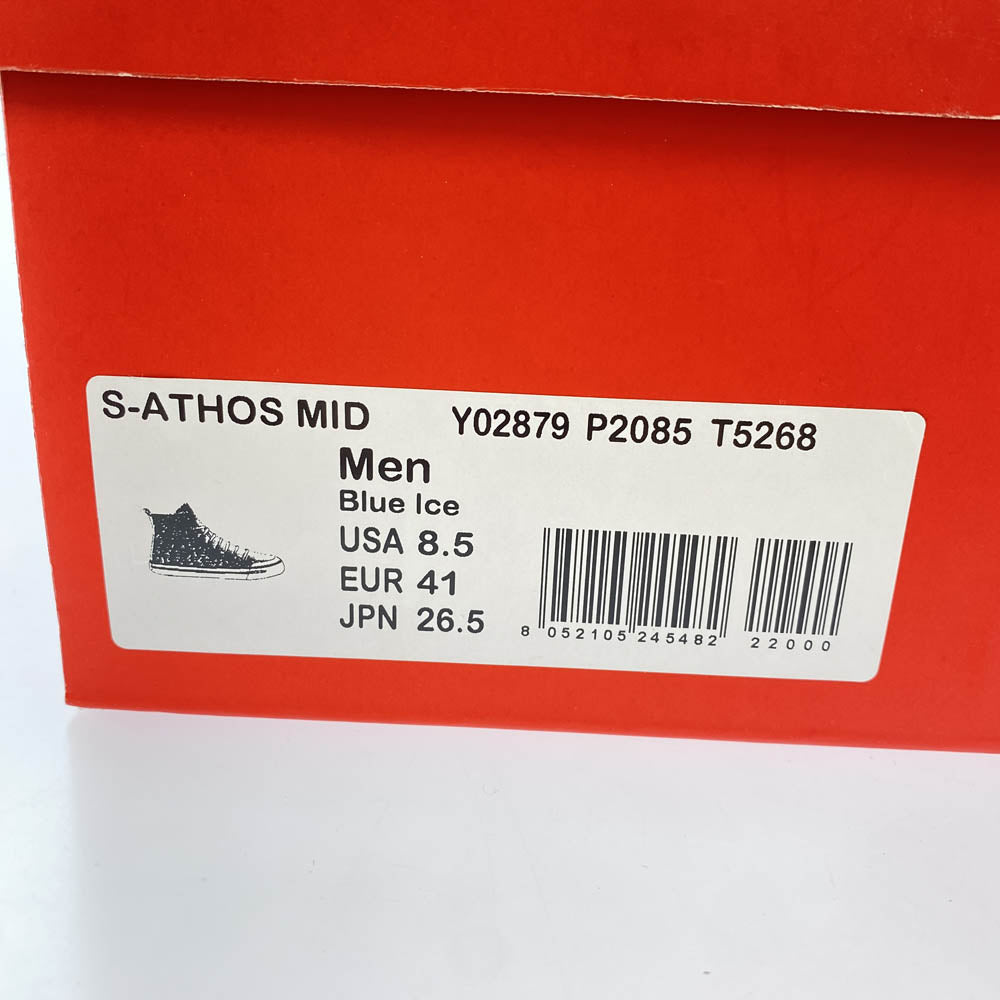 S-ATHOS MID Y02879 P2085 T5268
Men
Blue Ice
USA 8.5
EUR 41
JPN 26.5
8 052105 245482 22000